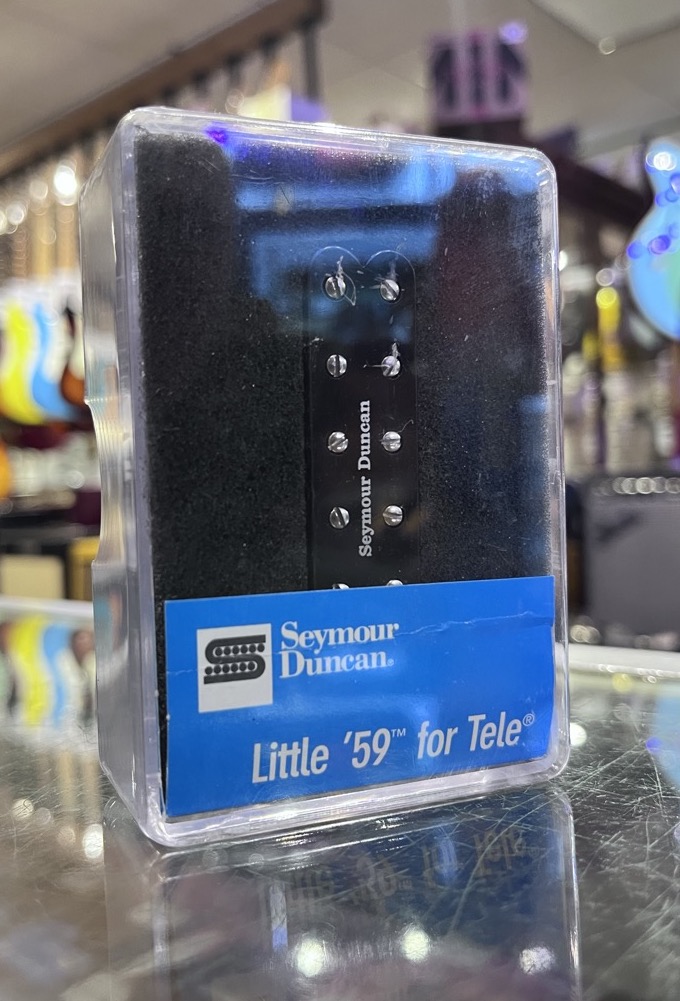 Seymour Duncan
Seymour
Duncan®
Little '59™ for Tele®